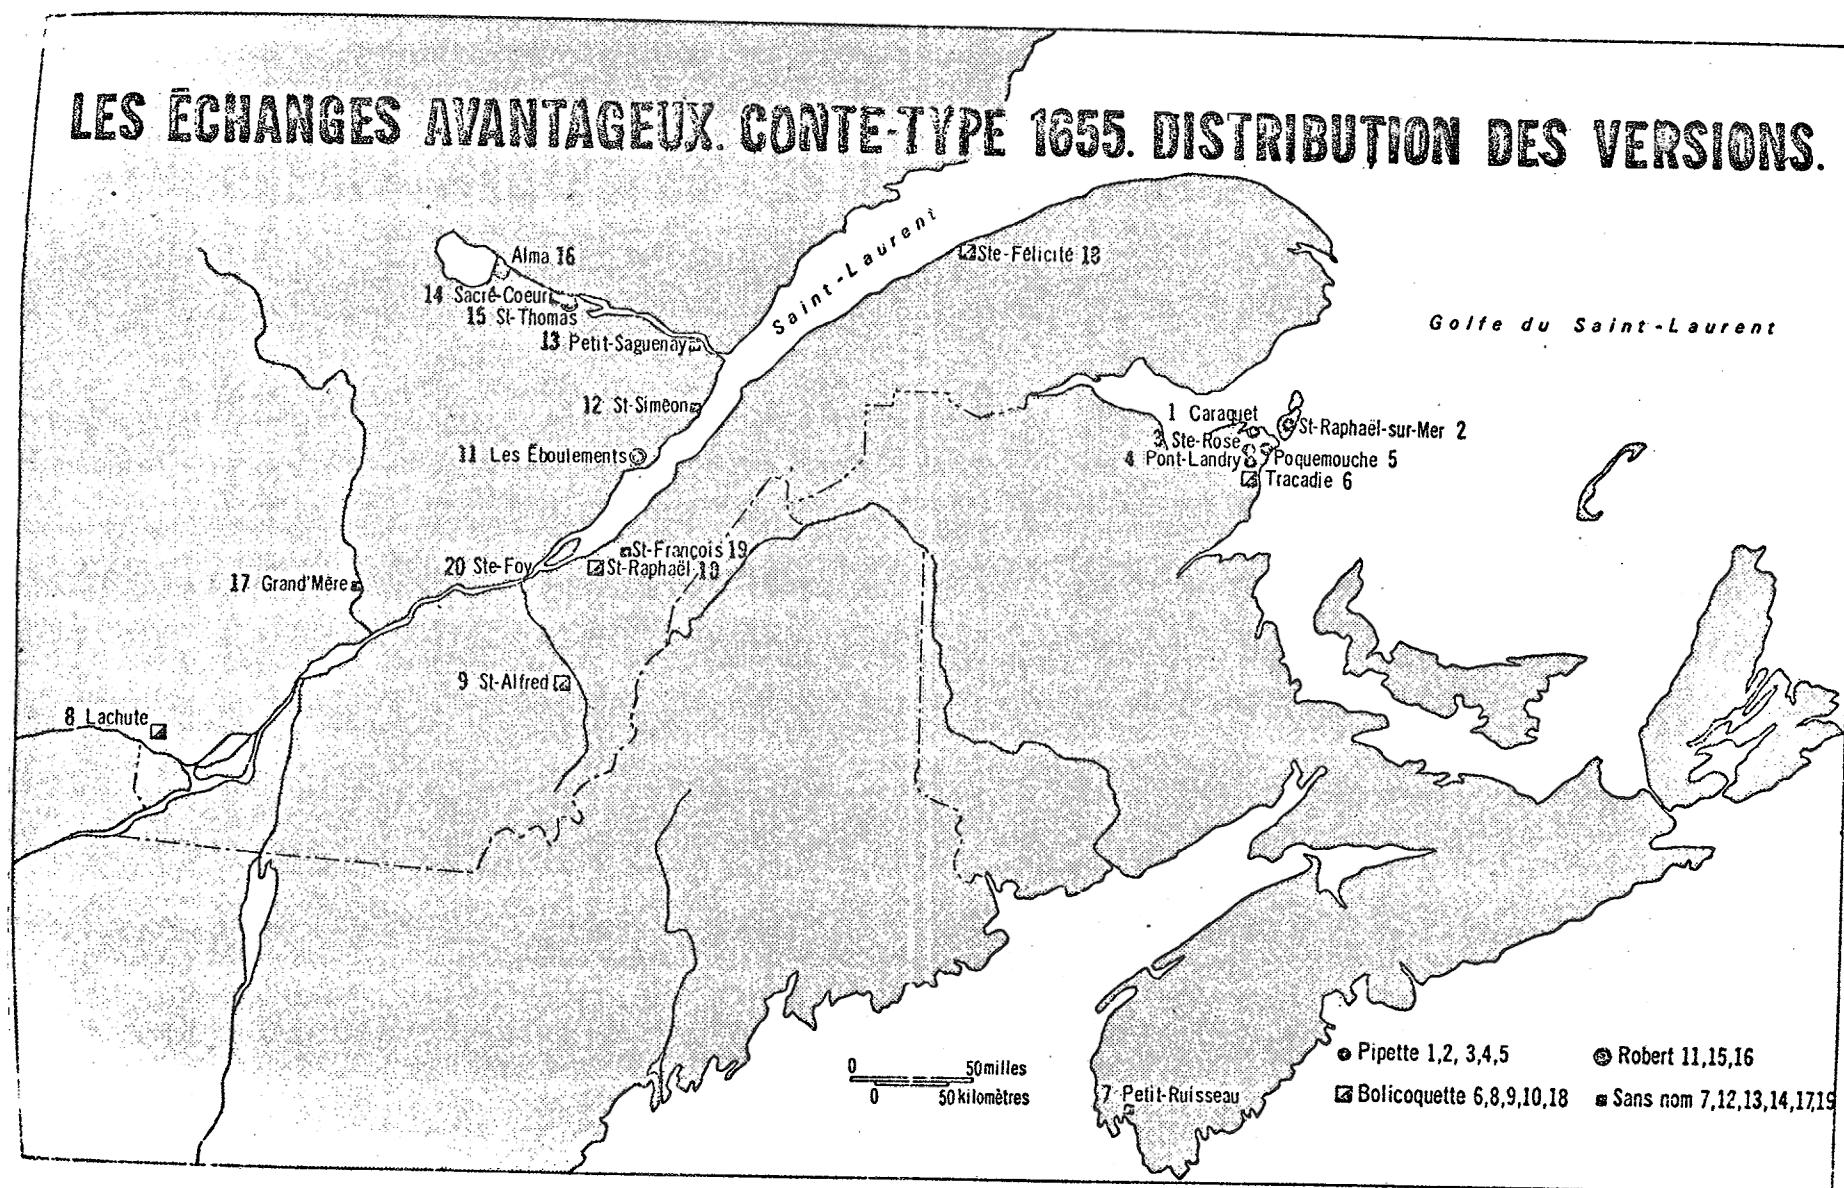 LES ÉCHANGES AVANTAGEUX. CONTE-TYPE 1655. DISTRIBUTION DES VERSIONS.
Saint-Laurent
Alma 16
Ste-Félicité 18
14 Sacré-Coeur
15 St-Thomas
13 Petit-Saguenay
Golfe du Saint-Laurent
12 St-Siméon
1 Caraquet
St-Raphaël-sur-Mer 2
3 Ste-Rose
11 Les Éboulements
4 Pont-Landry
Poquemouche 5
Tracadie 6
St-François 19
20 Ste-Foy
St-Raphaël 10
17 Grand'Mère
9 St-Alfred
8 Lachute
0 50 milles
0 50 kilomètres
7 Petit-Ruisseau
Pipette 1,2, 3,4,5
Robert 11,15,16
Bolicoquette 6,8,9,10,18
Sans nom 7,12,13,14,17,19